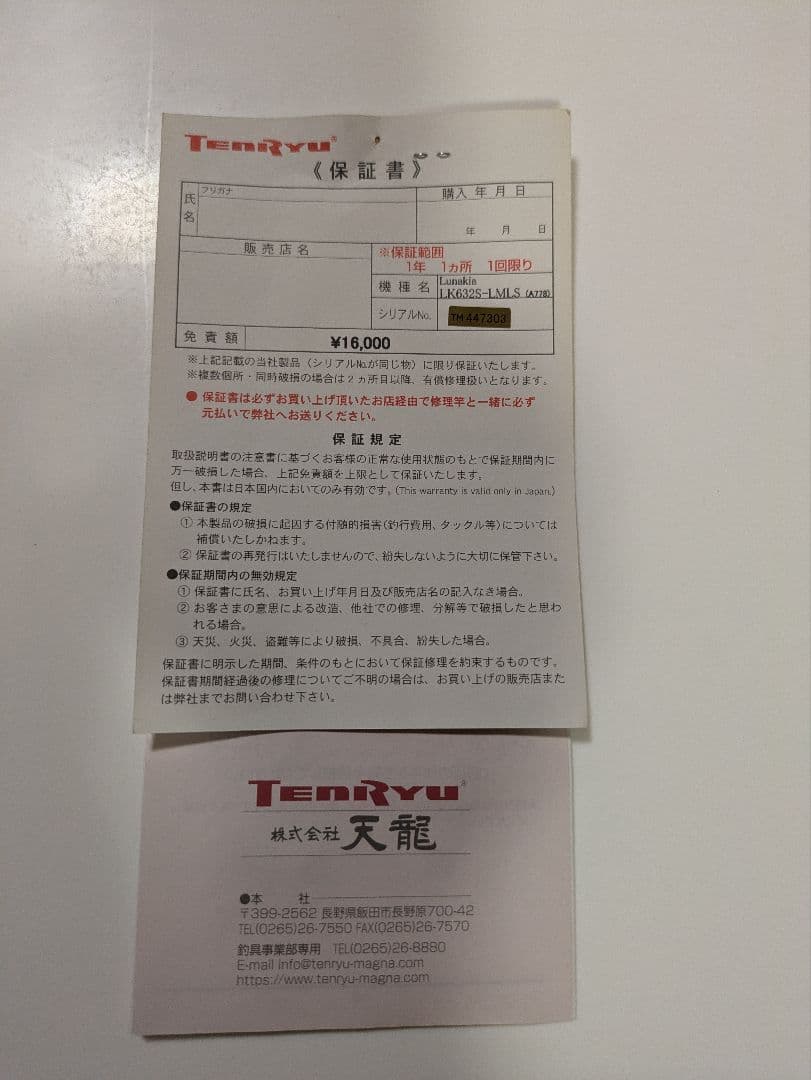 TENRYU®
《保証書》
フリガナ
氏名
購入 年 月 日
年 月 日
販売店名
※保証範囲
1年 1ヵ所 1回限り
機種名
Lunakia
LK632S-LMLS (A778)
シリアルNo.
TM 447303
免責額
¥16,000
※上記記載の当社製品（シリアルNo.が同じ物）に限り保証いたします。
※複数個所・同時破損の場合は2ヵ所目以降、有償修理扱いとなります。
●保証書は必ずお買い上げ頂いたお店経由で修理竿と一緒に必ず
元払いで弊社へお送りください。
保証規定
取扱説明書の注意書に基づくお客様の正常な使用状態のもとで保証期間内に
万一破損した場合、上記免責額を上限として保証いたします。
但し、本書は日本国内においてのみ有効です。(This warranty is valid only in Japan.)
●保証書の規定
① 本製品の破損に起因する付随的損害(釣行費用、タックル等)については
補償いたしかねます。
② 保証書の再発行はいたしませんので、紛失しないように大切に保管下さい。
●保証期間内の無効規定
① 保証書に氏名、お買い上げ年月日及び販売店名の記入なき場合。
② お客さまの意思による改造、他社での修理、分解等で破損したと思わ
れる場合。
③ 天災、火災、盗難等により破損、不具合、紛失した場合。
保証書に明示した期間、条件のもとにおいて保証修理を約束するものです。
保証書期間経過後の修理についてご不明の場合は、お買い上げの販売店また
は弊社までお問い合わせ下さい。
TENRYU®
株式会社 天龍
●本 社
〒399-2562 長野県飯田市長野原700-42
TEL(0265)26-7550 FAX(0265)26-7570
釣具事業部専用 TEL(0265)26-8880
E-mail info@tenryu-magna.com
https://www.tenryu-magna.com